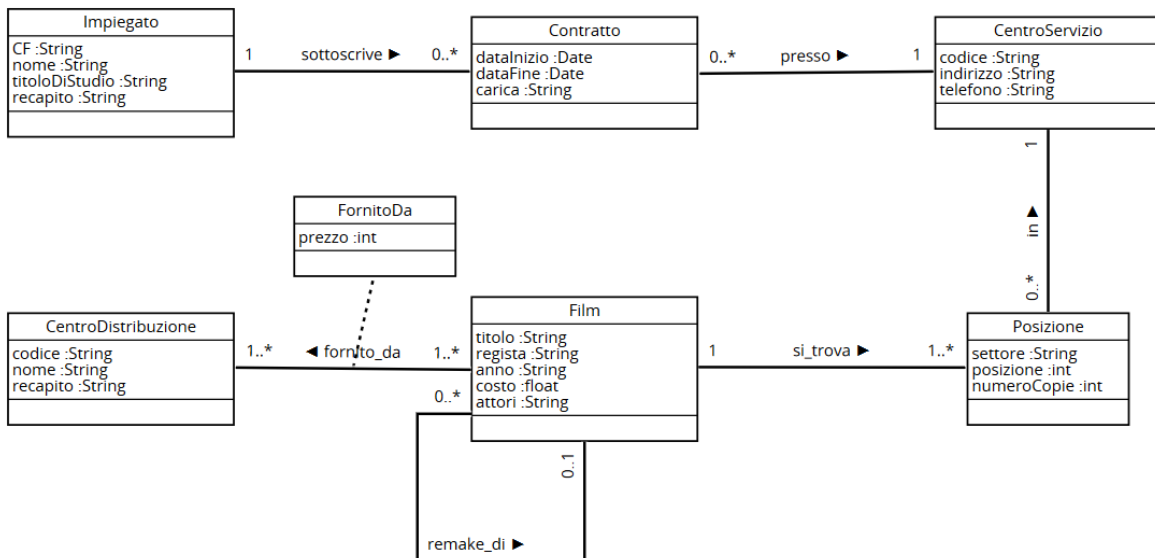 Impiegato
CF :String
nome :String
titoloDiStudio :String
recapito :String
1 sottoscrive ► 0..*
Contratto
dataInizio :Date
dataFine :Date
carica :String
0..* presso ► 1
CentroServizio
codice :String
indirizzo :String
telefono :String
1
in ►
0..*
FornitoDa
prezzo :int
CentroDistribuzione
codice :String
nome :String
recapito :String
1..* ◄ fornito_da 1..*
Film
titolo :String
regista :String
anno :String
costo :float
attori :String
1 si_trova ► 1..*
Posizione
settore :String
posizione :int
numeroCopie :int
0..*
0..1
remake_di ►